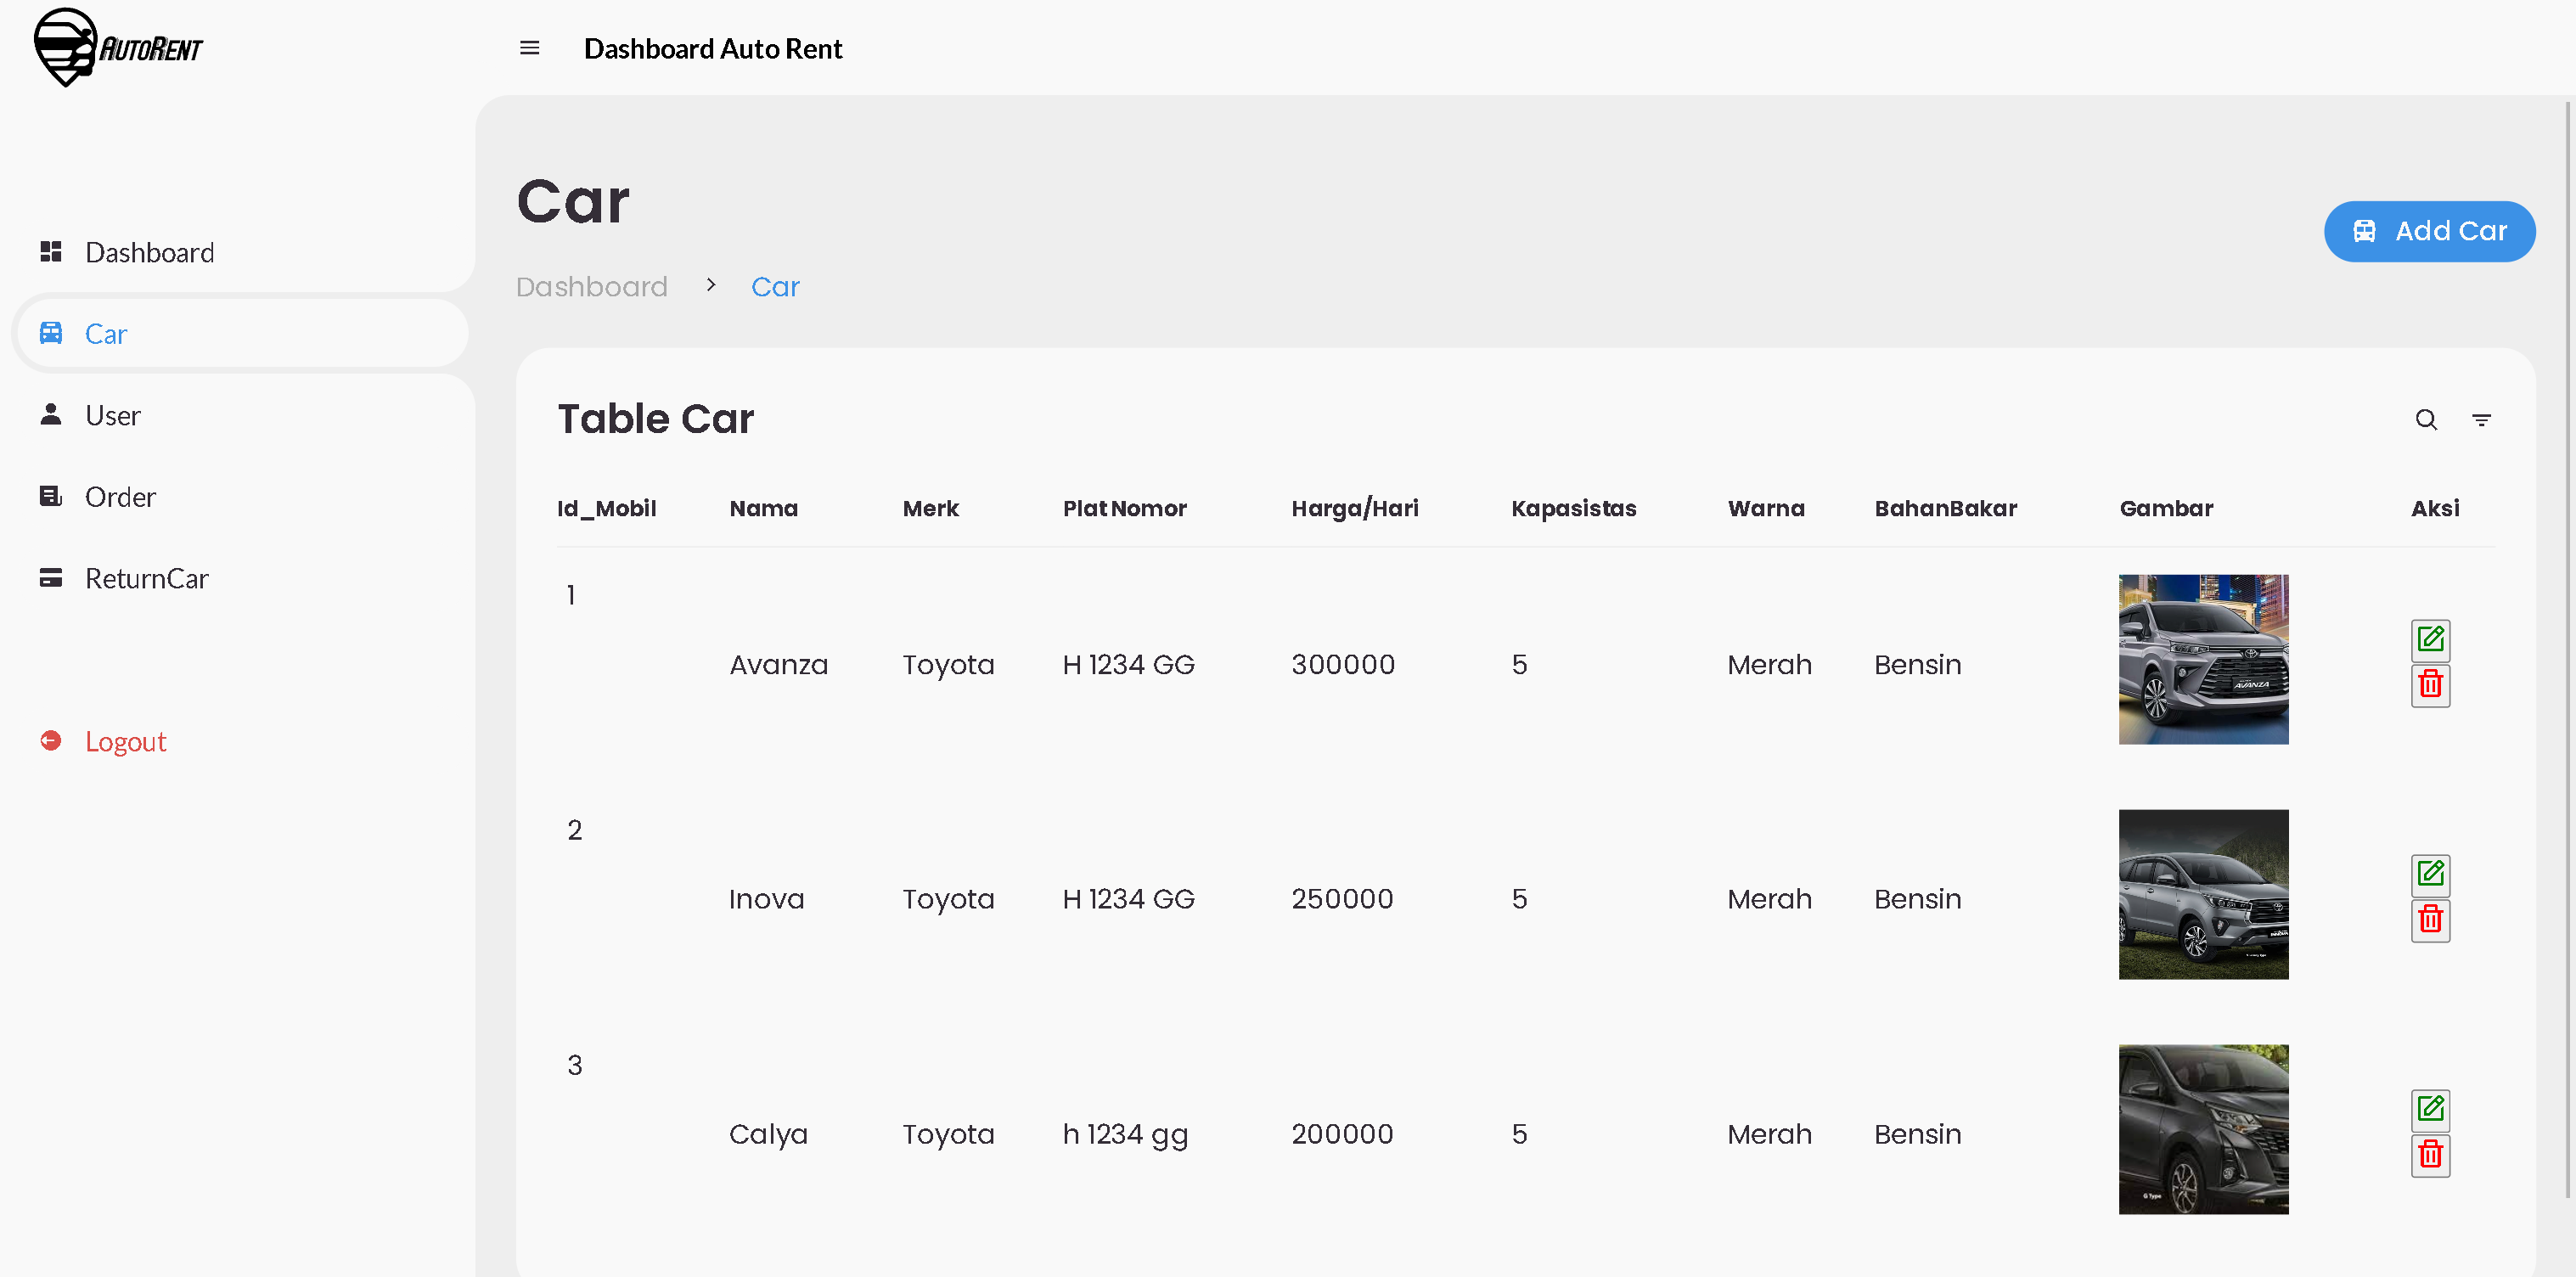 AUTORENT
Dashboard Auto Rent
Dashboard
Car
User
Order
ReturnCar
Logout
Car
Dashboard > Car
Add Car
Table Car
Id_Mobil Nama Merk Plat Nomor Harga/Hari Kapasistas Warna BahanBakar Gambar Aksi
1 Avanza Toyota H 1234 GG 300000 5 Merah Bensin
AVANZA
2 Inova Toyota H 1234 GG 250000 5 Merah Bensin
3 Calya Toyota h 1234 gg 200000 5 Merah Bensin
G Type